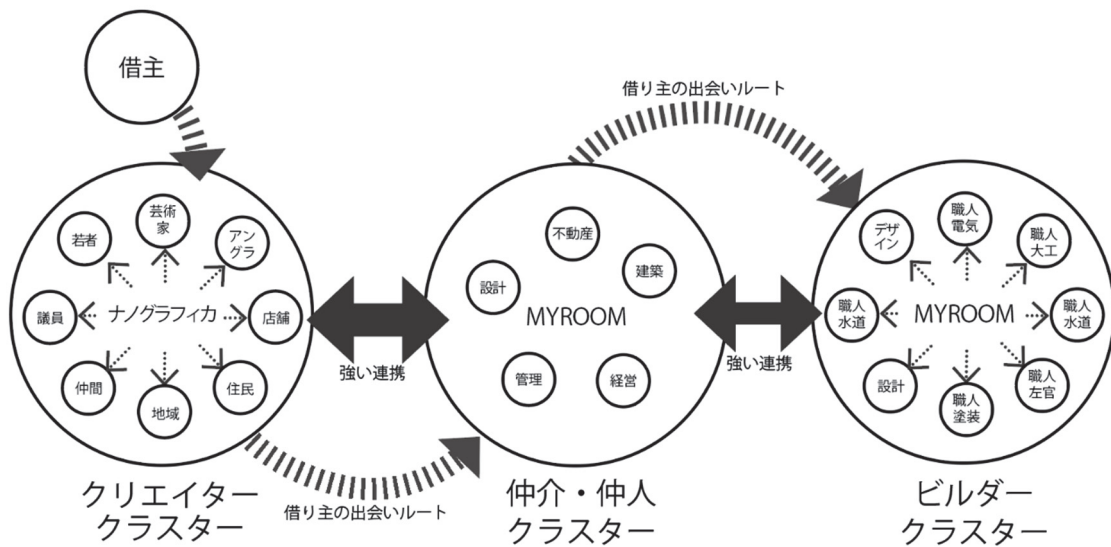 借主
借り主の出会いルート
芸術
家
若者
アン
グラ
議員
ナノグラフィカ
店舗
仲間
地域
住民
強い連携
不動産
建築
設計
MYROOM
管理
経営
強い連携
職人
電気
デザ
イン
職人
大工
職人
水道
MYROOM
職人
水道
設計
職人
塗装
職人
左官
クリエイター
クラスター
借り主の出会いルート
仲介・仲人
クラスター
ビルダー
クラスター